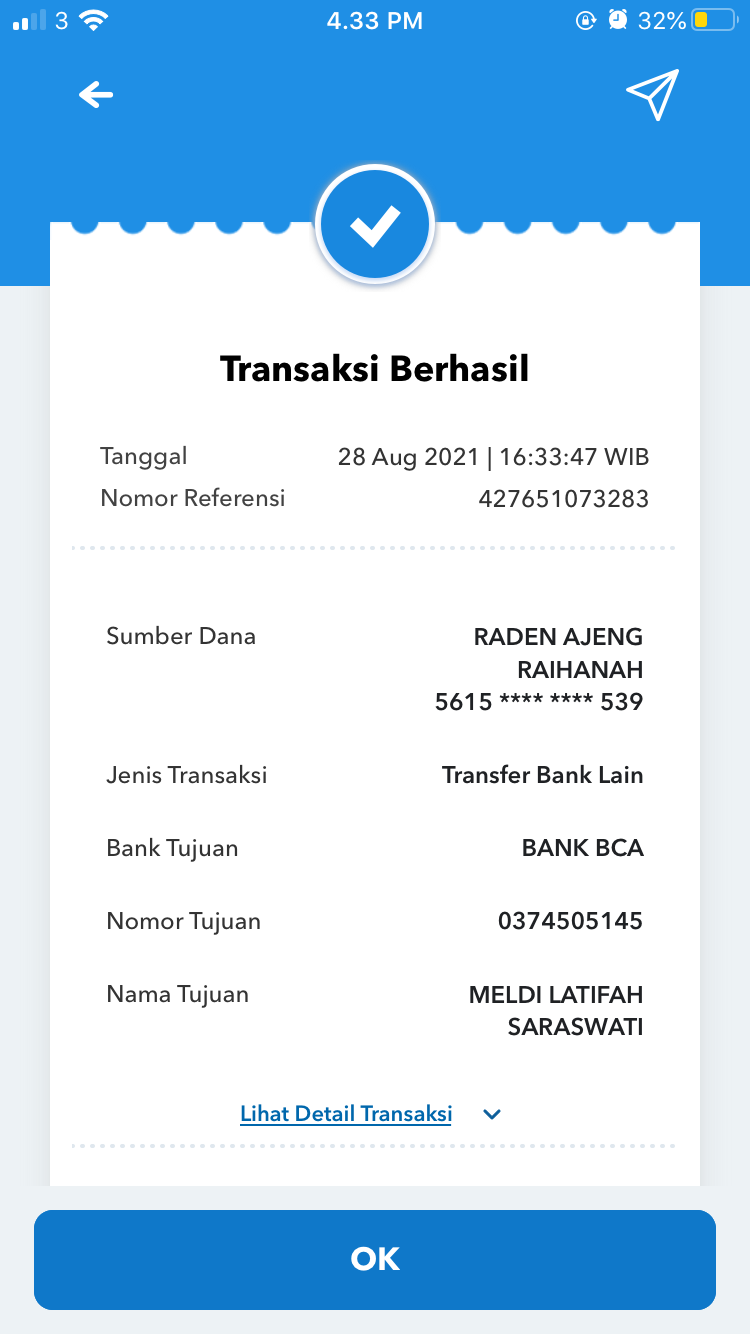 3 4.33 PM 32%
Transaksi Berhasil
Tanggal 28 Aug 2021 | 16:33:47 WIB
Nomor Referensi 427651073283
Sumber Dana RADEN AJENG
RAIHANAH
5615 **** **** 539
Jenis Transaksi Transfer Bank Lain
Bank Tujuan BANK BCA
Nomor Tujuan 0374505145
Nama Tujuan MELDI LATIFAH
SARASWATI
Lihat Detail Transaksi
OK